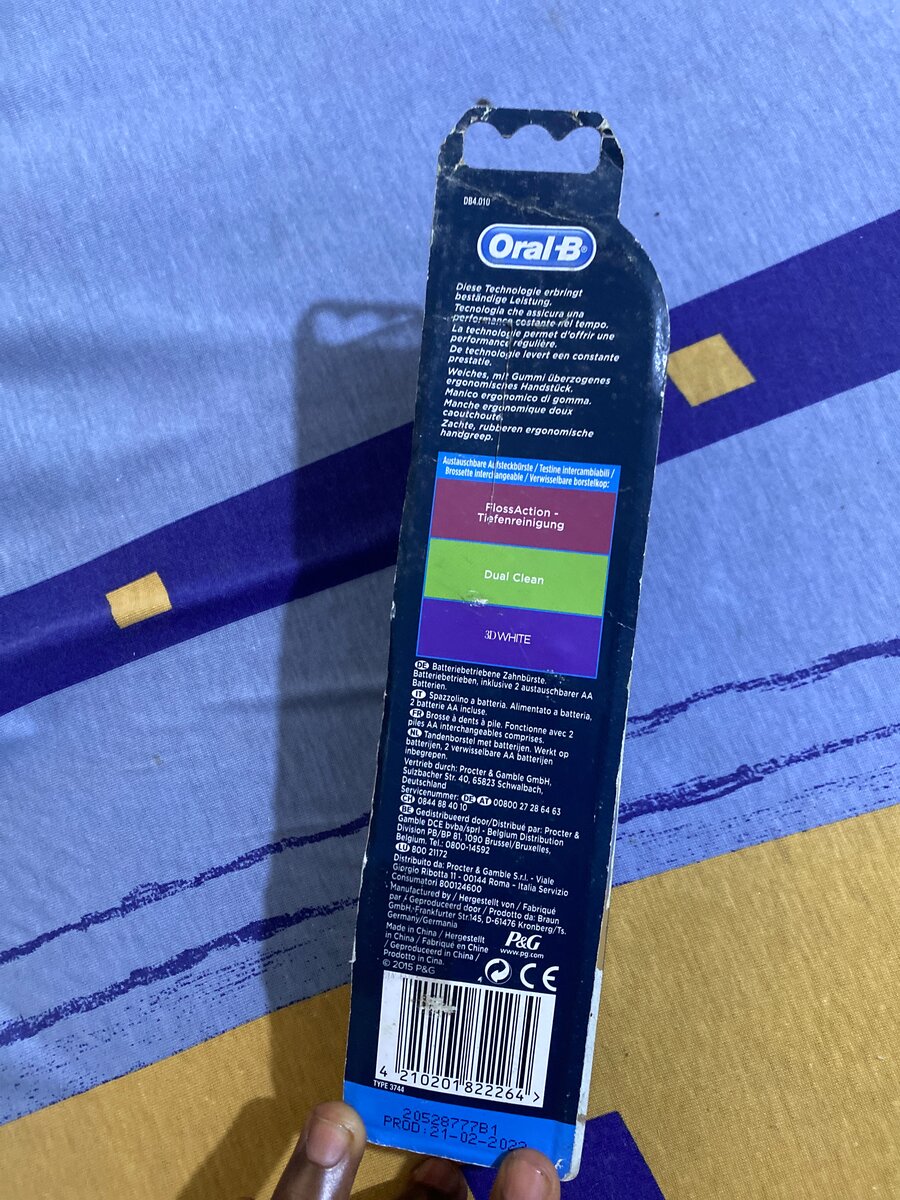 DB4.010
Oral-B®
Diese Technologie erbringt
beständige Leistung.
Tecnologia che assicura una
performance costante nel tempo.
La technologie permet d'offrir une
performance régulière.
De technologie levert een constante
prestatie.
Weiches, mit Gummi überzogenes
ergonomisches Handstück.
Manico ergonomico di gomma.
Manche ergonomique doux
caoutchouté.
Zachte, rubberen ergonomische
handgreep.
Austauschbare Aufsteckbürste / Testine intercambiabili /
Brossette interchangeable / Verwisselbare borstelkop:
FlossAction -
Tiefenreinigung
Dual Clean
3D WHITE
DE Batteriebetriebene Zahnbürste.
Batteriebetrieben, inklusive 2 austauschbarer AA
Batterien.
IT Spazzolino a batteria. Alimentato a batteria,
2 batterie AA incluse.
FR Brosse à dents à pile. Fonctionne avec 2
piles AA interchangeables comprises.
NL Tandenborstel met batterijen. Werkt op
batterijen, 2 verwisselbare AA batterijen
inbegrepen.
Vertrieb durch: Procter & Gamble GmbH,
Sulzbacher Str. 40, 65823 Schwalbach,
Deutschland
Servicenummer: DE AT 00800 27 28 64 63
CH 0844 88 40 10
BE Gedistribueerd door/Distribué par: Procter &
Gamble DCE bvba/sprl - Belgium Distribution
Division PB/BP 81, 1090 Brussel/Bruxelles,
Belgium. Tel.: 0800-14592
LU 800 21172
Distribuito da: Procter & Gamble S.r.l. - Viale
Giorgio Ribotta 11 - 00144 Roma - Italia Servizio
Consumatori 800124600
Manufactured by / Hergestellt von / Fabriqué
par / Geproduceerd door / Prodotto da: Braun
GmbH-Frankfurter Str.145, D-61476 Kronberg/Ts.
Germany/Germania
Made in China / Hergestellt
in China / Fabriqué en Chine
/ Geproduceerd in China /
Prodotto in Cina.
© 2015 P&G
P&G
www.pg.com
CE
4 210201 822264 >
TYPE 3744
20528777B1
PROD:21-02-2022